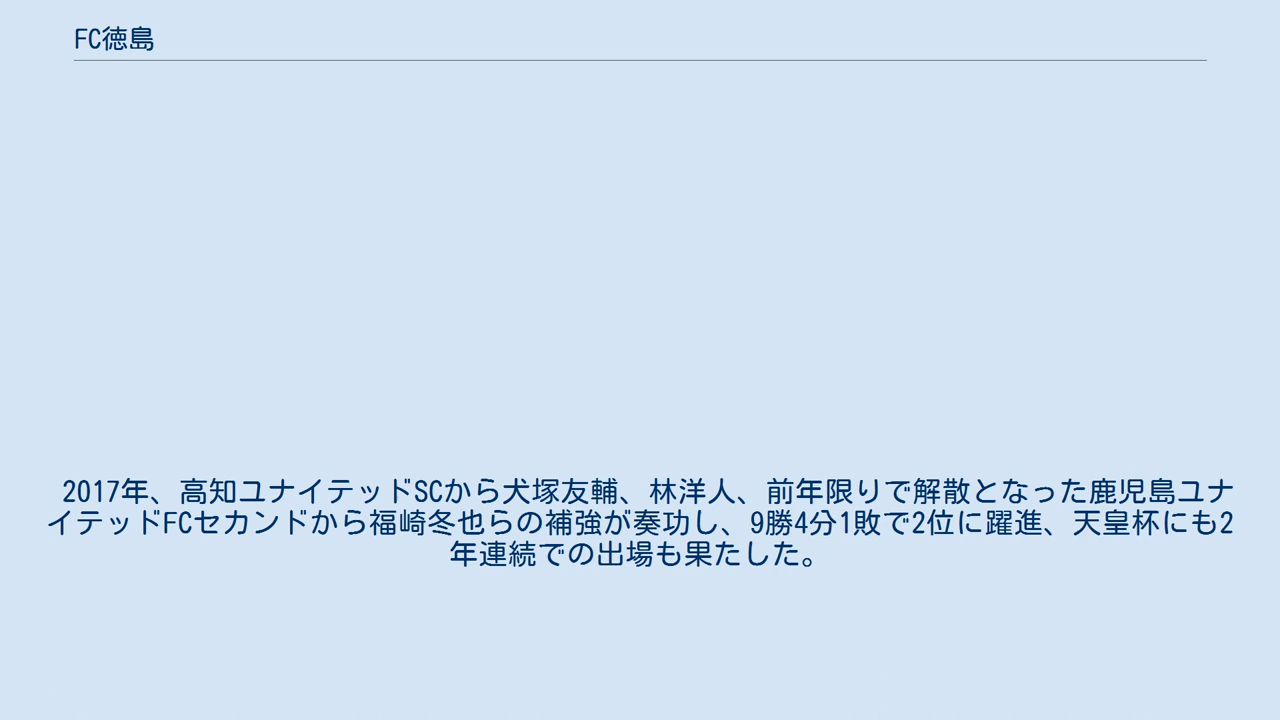 FC徳島
2017年、高知ユナイテッドSCから犬塚友輔、林洋人、前年限りで解散となった鹿児島ユナ
イテッドFCセカンドから福崎冬也らの補強が奏功し、9勝4分1敗で2位に躍進、天皇杯にも2
年連続での出場も果たした。